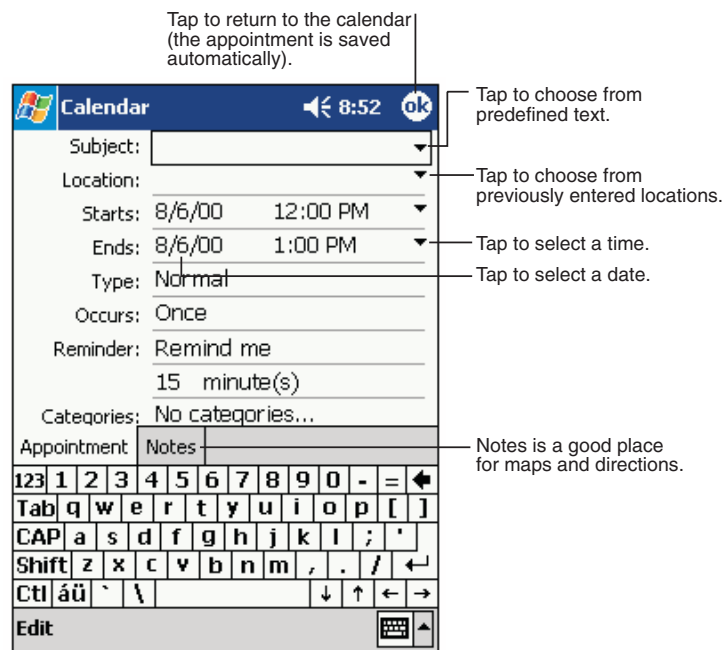 Tap to return to the calendar
(the appointment is saved
automatically).
Calendar 8:52 ok
Tap to choose from
predefined text.
Subject:
Location:
Tap to choose from
previously entered locations.
Starts: 8/6/00 12:00 PM
Ends: 8/6/00 1:00 PM
Tap to select a time.
Type: Normal
Tap to select a date.
Occurs: Once
Reminder: Remind me
15 minute(s)
Categories: No categories...
Appointment Notes
Notes is a good place
for maps and directions.
123 1 2 3 4 5 6 7 8 9 0 - = 🡄
Tab q w e r t y u i o p [ ]
CAP a s d f g h j k l ; '
Shift z x c v b n m , . / ↵
Ctl áü ` \ ↓ ↑ ← →
Edit